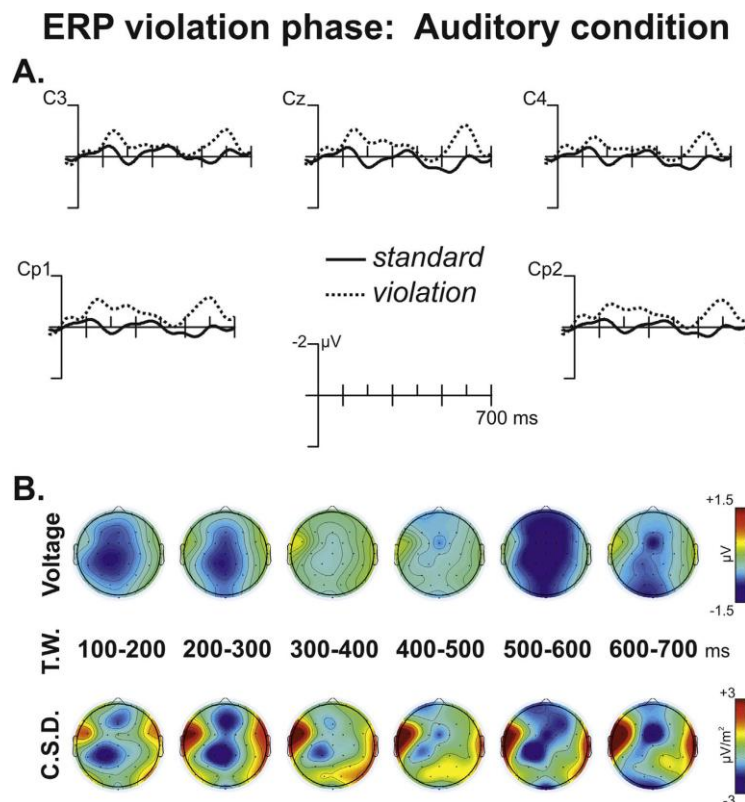 ERP violation phase: Auditory condition
A.
C3
Cz
C4
Cp1
standard
violation
Cp2
-2 µV
700 ms
B.
Voltage
+1.5
µV
-1.5
T.W. 100-200 200-300 300-400 400-500 500-600 600-700 ms
C.S.D.
+3
µV/m²
-3